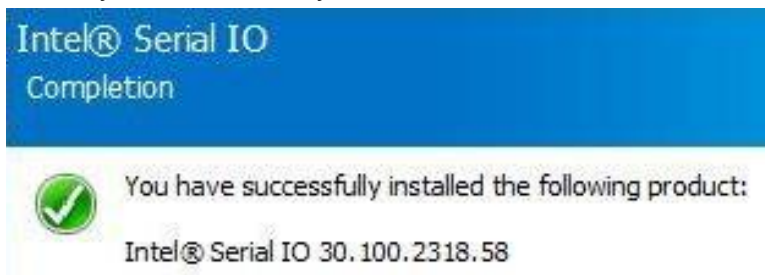 Intel® Serial IO
Completion
You have successfully installed the following product:
Intel® Serial IO 30.100.2318.58